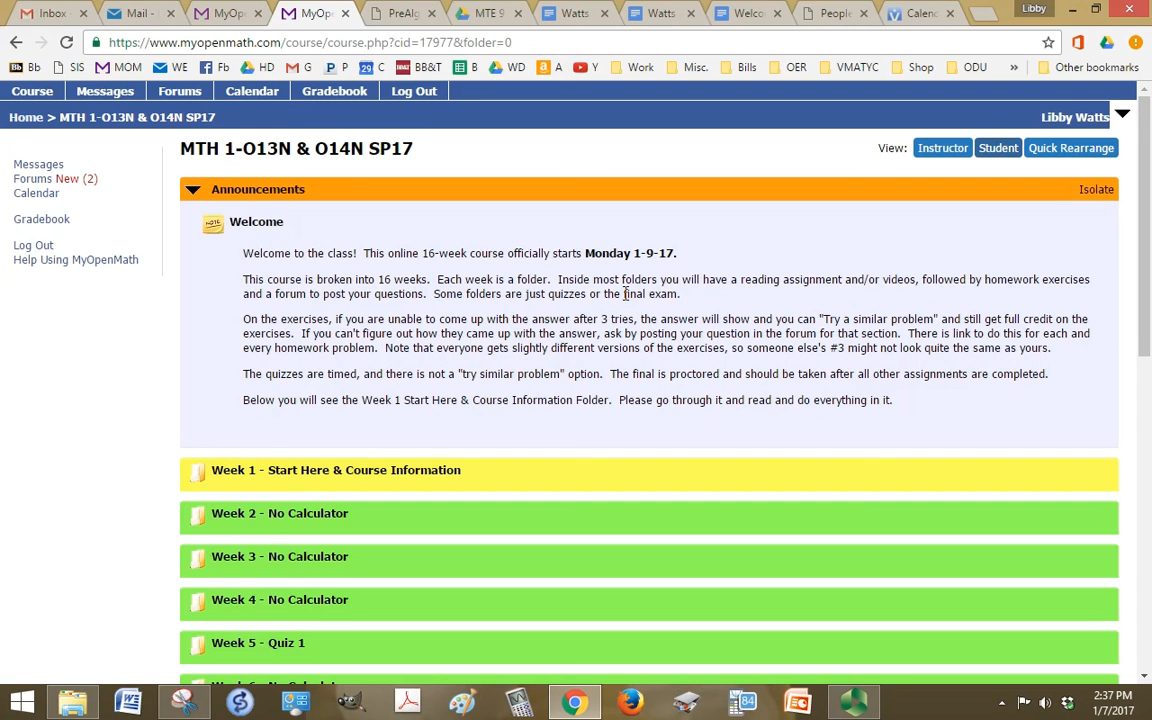 Inbox
Mail -
MyOp
MyOpe
PreAlg
MTE 9
Watts
Watts
Welco
People
Calend
Libby
https://www.myopenmath.com/course/course.php?cid=17977&folder=0
Bb
SIS
MOM
WE
Fb
HD
G
P
29 C
BB&T
B
WD
A
Y
Work
Misc.
Bills
OER
VMATYC
Shop
ODU
»
Other bookmarks
Course
Messages
Forums
Calendar
Gradebook
Log Out
Home > MTH 1-O13N & O14N SP17
Libby Watts
Messages
Forums New (2)
Calendar
Gradebook
Log Out
Help Using MyOpenMath
MTH 1-O13N & O14N SP17
View: Instructor Student Quick Rearrange
Announcements
Isolate
Welcome
Welcome to the class! This online 16-week course officially starts Monday 1-9-17.
This course is broken into 16 weeks. Each week is a folder. Inside most folders you will have a reading assignment and/or videos, followed by homework exercises
and a forum to post your questions. Some folders are just quizzes or the final exam.
On the exercises, if you are unable to come up with the answer after 3 tries, the answer will show and you can "Try a similar problem" and still get full credit on the
exercises. If you can't figure out how they came up with the answer, ask by posting your question in the forum for that section. There is link to do this for each and
every homework problem. Note that everyone gets slightly different versions of the exercises, so someone else's #3 might not look quite the same as yours.
The quizzes are timed, and there is not a "try similar problem" option. The final is proctored and should be taken after all other assignments are completed.
Below you will see the Week 1 Start Here & Course Information Folder. Please go through it and read and do everything in it.
Week 1 - Start Here & Course Information
Week 2 - No Calculator
Week 3 - No Calculator
Week 4 - No Calculator
Week 5 - Quiz 1
84
2:37 PM
1/7/2017